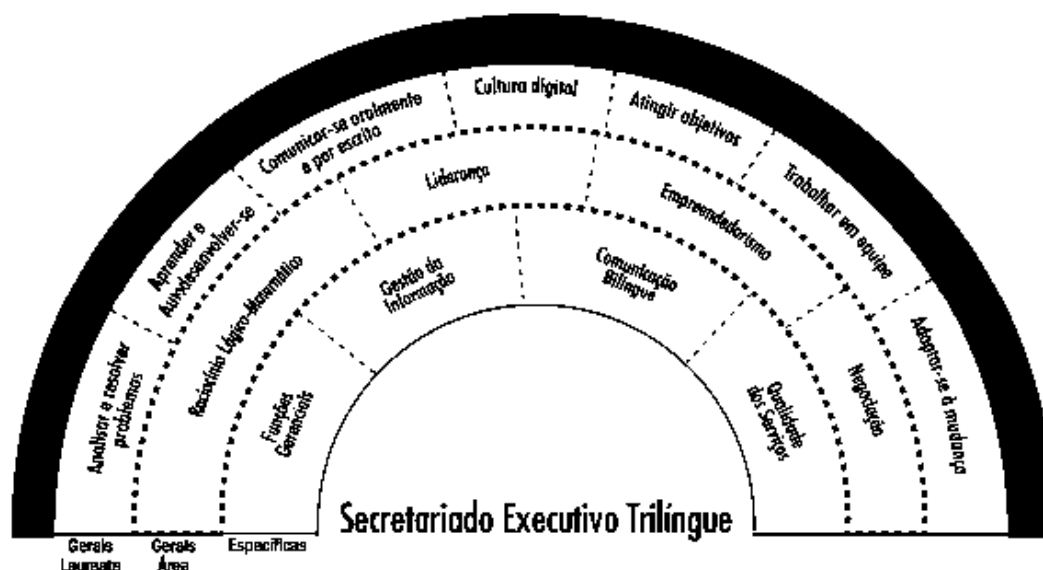 Analisar e resolver
problemas
Aprender e
Autodesenvolver-se
Comunicar-se oralmente
e por escrito
Cultura digital
Atingir objetivos
Trabalhar em equipe
Adaptar-se à mudança
Raciocínio Lógico-Matemático
Liderança
Empreendedorismo
Negociação
Funções
Gerenciais
Gestão da
Informação
Comunicação
Bilíngue
Qualidade
dos Serviços
Secretariado Executivo Trilíngue
Gerais
Laureate
Gerais
Área
Específicas